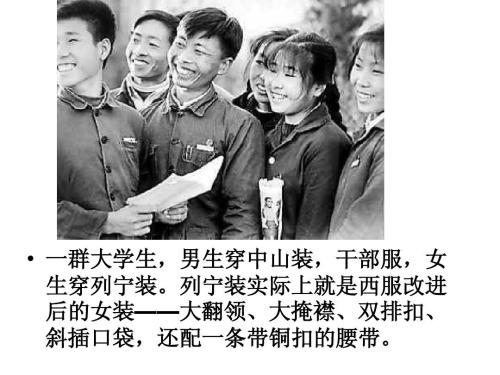 • 一群大学生，男生穿中山装，干部服，女
生穿列宁装。列宁装实际上就是西服改进
后的女装——大翻领、大掩襟、双排扣、
斜插口袋，还配一条带铜扣的腰带。